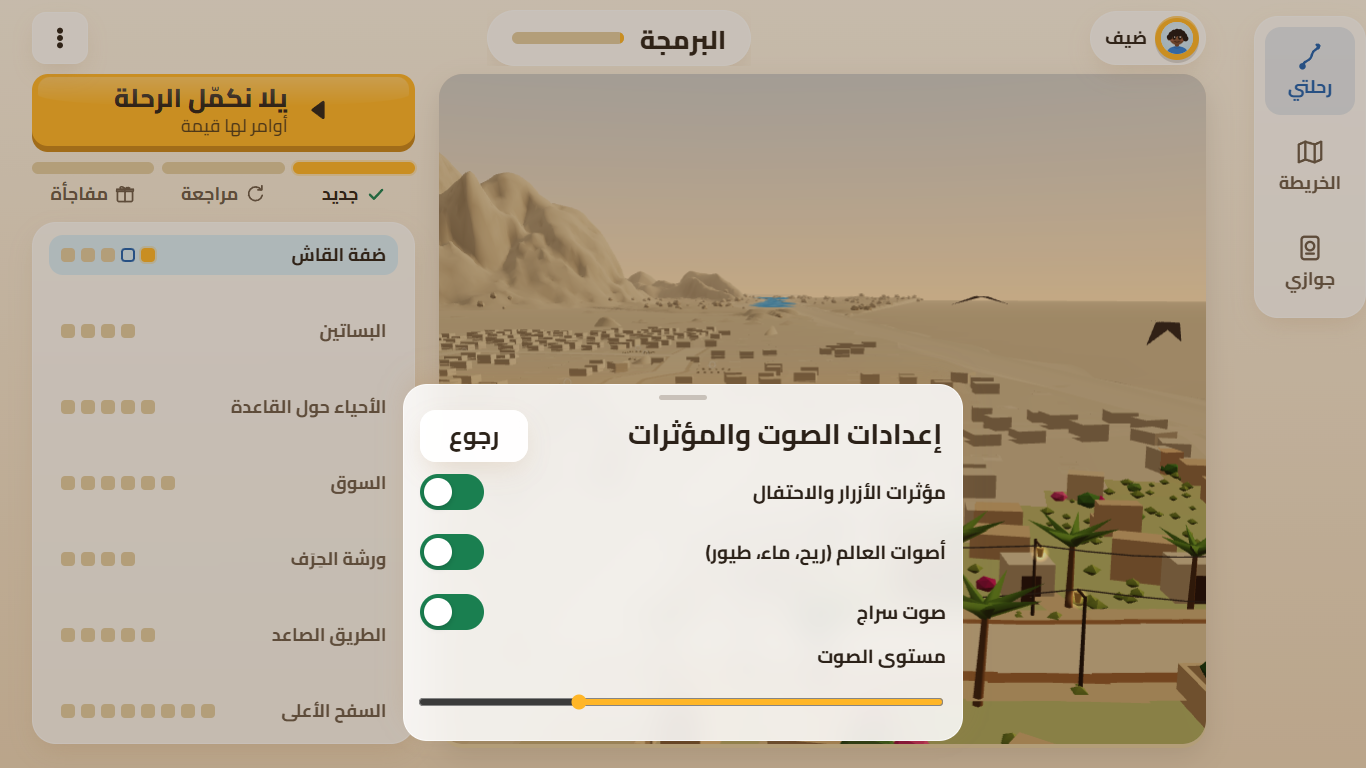 رحلتي
الخريطة
جوازي
ضيف
البرمجة
يلا نكمّل الرحلة
أوامر لها قيمة
جديد
مراجعة
مفاجأة
ضفة القاش
البساتين
الأحياء حول القاعدة
السوق
ورشة الحِرَف
الطريق الصاعد
السفح الأعلى
إعدادات الصوت والمؤثرات
رجوع
مؤثرات الأزرار والاحتفال
أصوات العالم (ريح، ماء، طيور)
صوت سراج
مستوى الصوت